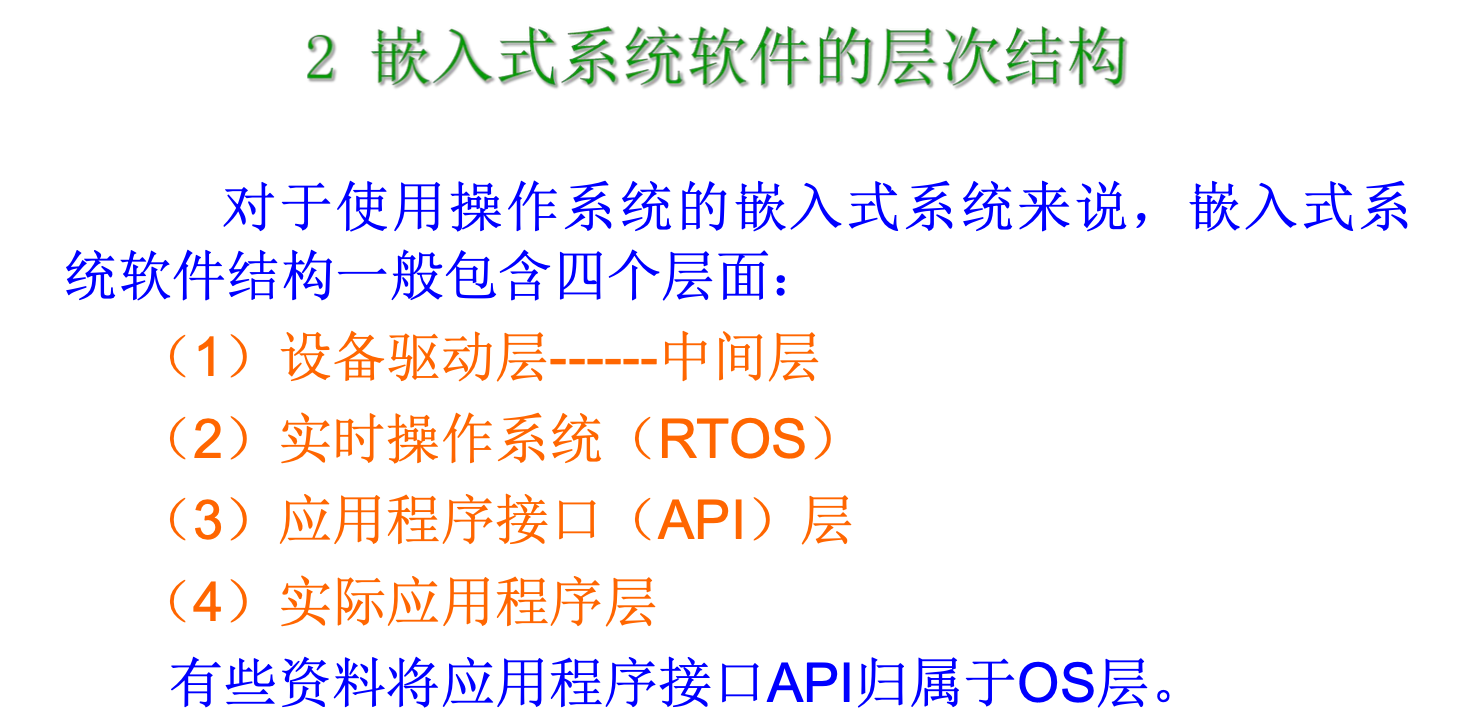 2 嵌入式系统软件的层次结构
对于使用操作系统的嵌入式系统来说，嵌入式系
统软件结构一般包含四个层面：
（1）设备驱动层------中间层
（2）实时操作系统（RTOS）
（3）应用程序接口（API）层
（4）实际应用程序层
有些资料将应用程序接口API归属于OS层。